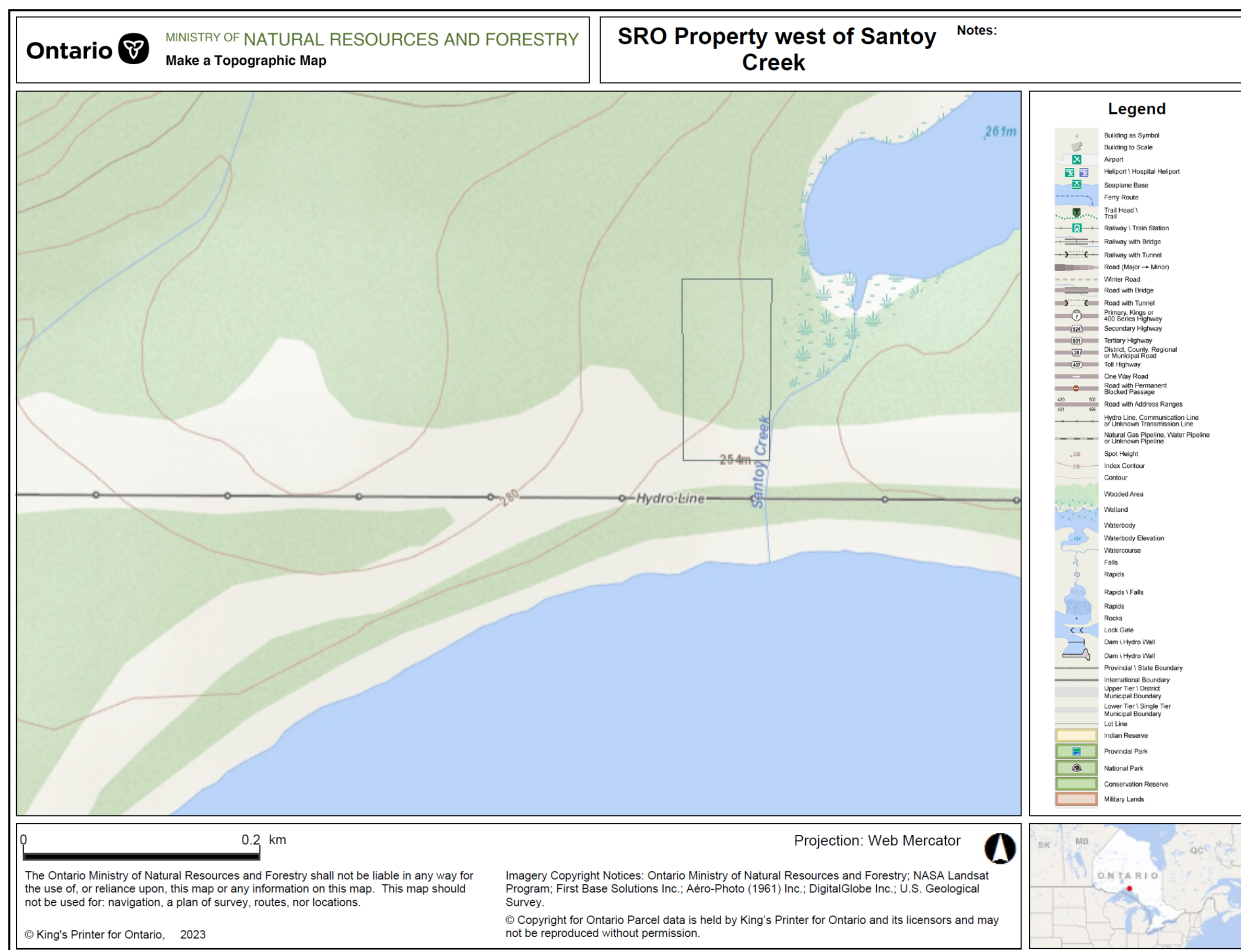 Ontario
MINISTRY OF NATURAL RESOURCES AND FORESTRY
Make a Topographic Map
SRO Property west of Santoy
Creek
Notes:
261m
254m
Santoy Creek
280
Hydro Line
Legend
Building as Symbol
Building to Scale
Airport
Heliport \ Hospital Heliport
Seaplane Base
Ferry Route
Trail Head \
Trail
Railway \ Train Station
Railway with Bridge
Railway with Tunnel
Road (Major → Minor)
Winter Road
Road with Bridge
Road with Tunnel
Primary, Kings or
400 Series Highway
Secondary Highway
Tertiary Highway
District, County, Regional
or Municipal Road
Toll Highway
One Way Road
Road with Permanent
Blocked Passage
Road with Address Ranges
Hydro Line, Communication Line
or Unknown Transmission Line
Natural Gas Pipeline, Water Pipeline
or Unknown Pipeline
Spot Height
Index Contour
Contour
Wooded Area
Wetland
Waterbody
Waterbody Elevation
Watercourse
Falls
Rapids
Rapids \ Falls
Rapids
Rocks
Lock Gate
Dam \ Hydro Wall
Dam \ Hydro Wall
Provincial \ State Boundary
International Boundary
Upper Tier \ District
Municipal Boundary
Lower Tier \ Single Tier
Municipal Boundary
Lot Line
Indian Reserve
Provincial Park
National Park
Conservation Reserve
Military Lands
0 0.2 km
Projection: Web Mercator
The Ontario Ministry of Natural Resources and Forestry shall not be liable in any way for
the use of, or reliance upon, this map or any information on this map. This map should
not be used for: navigation, a plan of survey, routes, nor locations.
© King's Printer for Ontario, 2023
Imagery Copyright Notices: Ontario Ministry of Natural Resources and Forestry; NASA Landsat
Program; First Base Solutions Inc.; Aéro-Photo (1961) Inc.; DigitalGlobe Inc.; U.S. Geological
Survey.
© Copyright for Ontario Parcel data is held by King's Printer for Ontario and its licensors and may
not be reproduced without permission.
SK
MB
QC
ONTARIO